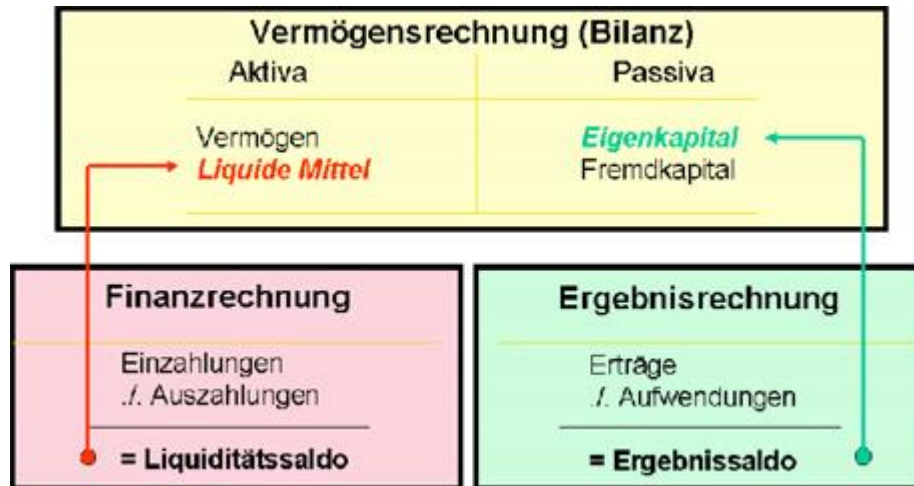 Vermögensrechnung (Bilanz)
Aktiva
Passiva
Vermögen
Liquide Mittel
Eigenkapital
Fremdkapital
Finanzrechnung
Einzahlungen
./. Auszahlungen
= Liquiditätssaldo
Ergebnisrechnung
Erträge
./. Aufwendungen
= Ergebnissaldo